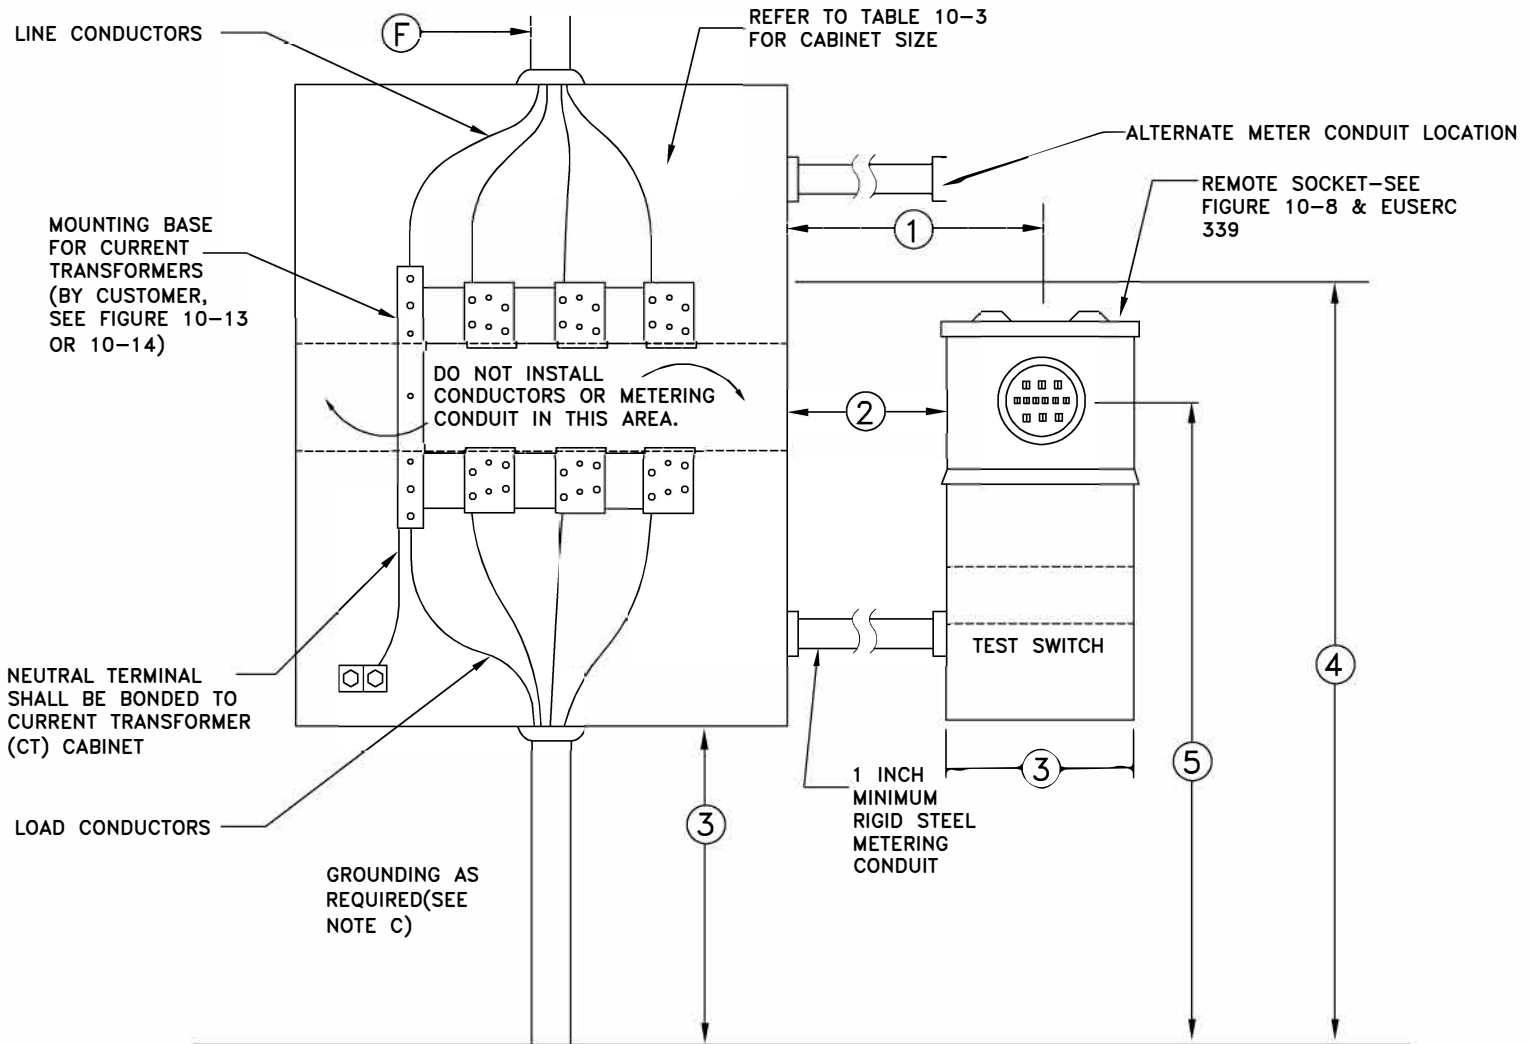 LINE CONDUCTORS
F
REFER TO TABLE 10-3
FOR CABINET SIZE
ALTERNATE METER CONDUIT LOCATION
REMOTE SOCKET-SEE
FIGURE 10-8 & EUSERC
339
MOUNTING BASE
FOR CURRENT
TRANSFORMERS
(BY CUSTOMER,
SEE FIGURE 10-13
OR 10-14)
1
DO NOT INSTALL
CONDUCTORS OR METERING
CONDUIT IN THIS AREA.
2
TEST SWITCH
4
NEUTRAL TERMINAL
SHALL BE BONDED TO
CURRENT TRANSFORMER
(CT) CABINET
3
5
1 INCH
MINIMUM
RIGID STEEL
METERING
CONDUIT
LOAD CONDUCTORS
3
GROUNDING AS
REQUIRED(SEE
NOTE C)